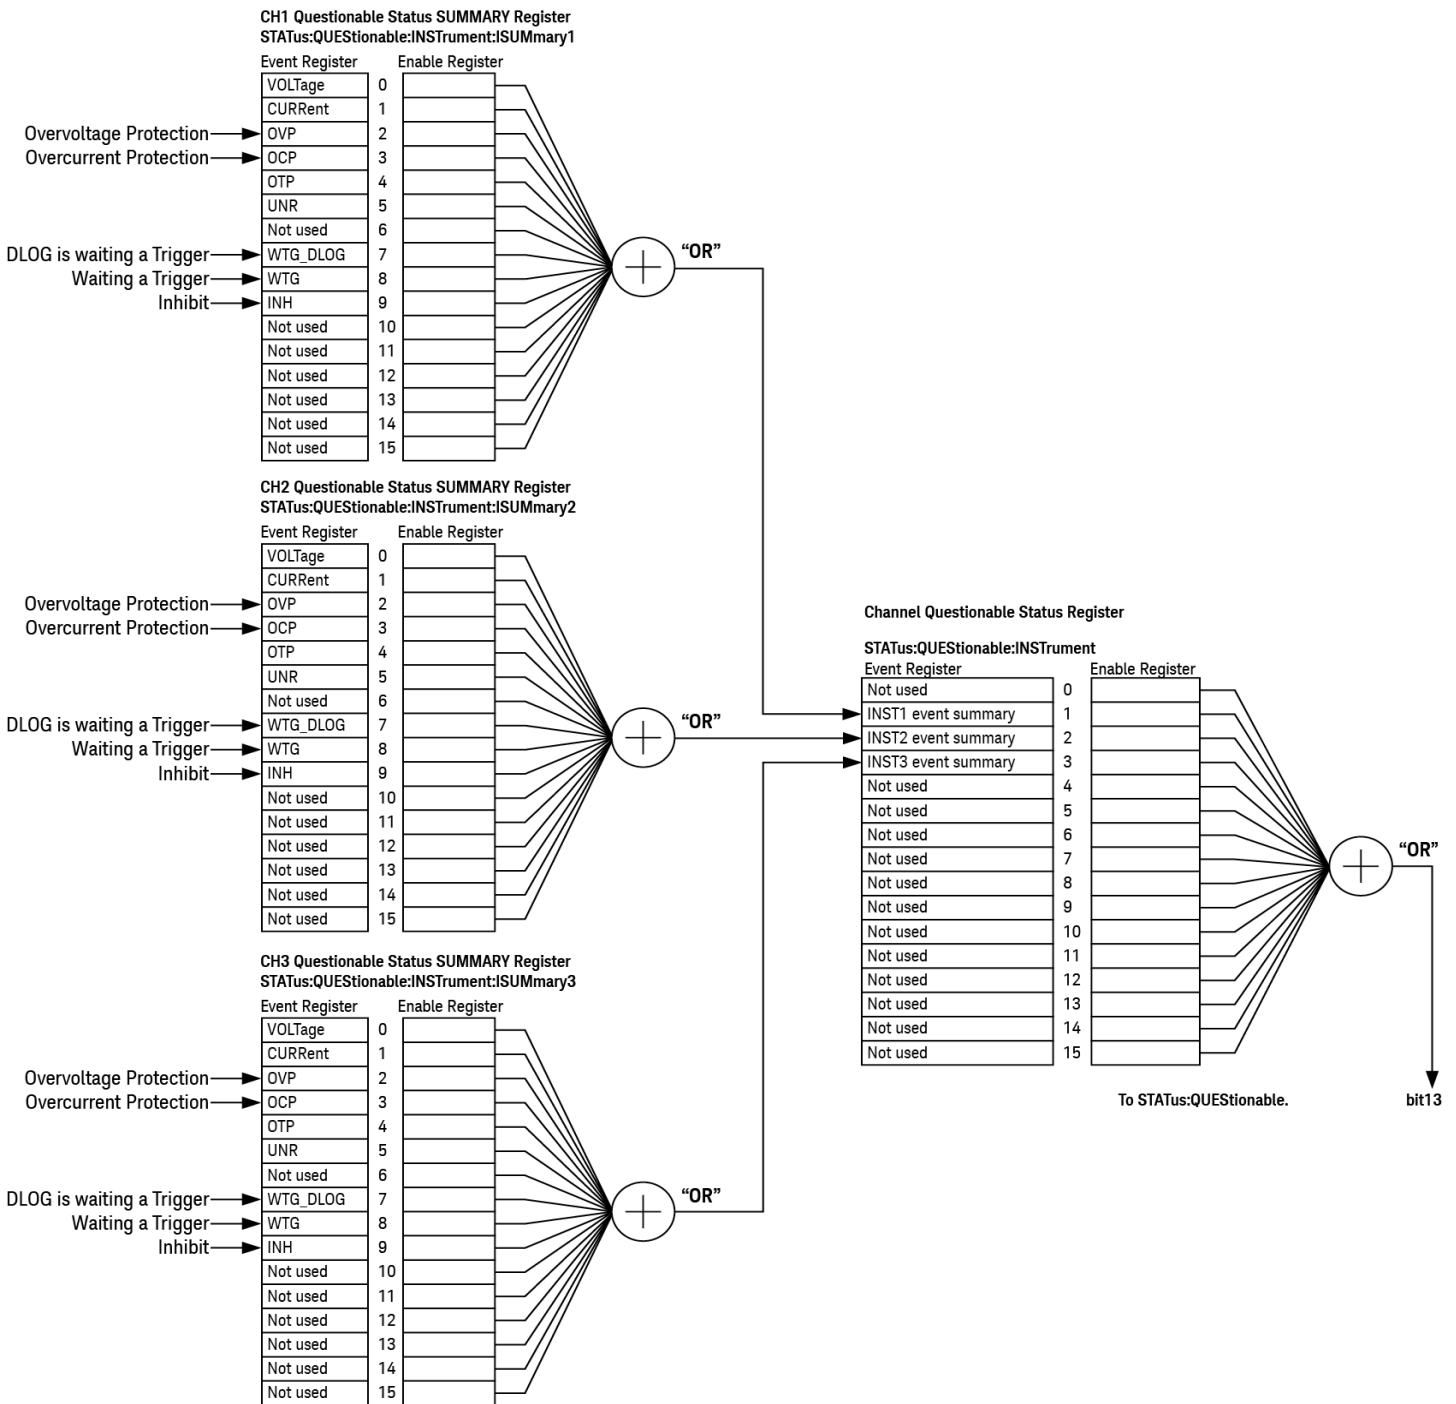 CH1 Questionable Status SUMMARY Register
STATus:QUEStionable:INSTrument:ISUMmary1
Event Register Enable Register
VOLTage 0
CURRent 1
Overvoltage Protection OVP 2
Overcurrent Protection OCP 3
OTP 4
UNR 5
Not used 6
DLOG is waiting a Trigger WTG_DLOG 7
Waiting a Trigger WTG 8
Inhibit INH 9
Not used 10
Not used 11
Not used 12
Not used 13
Not used 14
Not used 15
“OR”
CH2 Questionable Status SUMMARY Register
STATus:QUEStionable:INSTrument:ISUMmary2
Event Register Enable Register
VOLTage 0
CURRent 1
Overvoltage Protection OVP 2
Overcurrent Protection OCP 3
OTP 4
UNR 5
Not used 6
DLOG is waiting a Trigger WTG_DLOG 7
Waiting a Trigger WTG 8
Inhibit INH 9
Not used 10
Not used 11
Not used 12
Not used 13
Not used 14
Not used 15
“OR”
CH3 Questionable Status SUMMARY Register
STATus:QUEStionable:INSTrument:ISUMmary3
Event Register Enable Register
VOLTage 0
CURRent 1
Overvoltage Protection OVP 2
Overcurrent Protection OCP 3
OTP 4
UNR 5
Not used 6
DLOG is waiting a Trigger WTG_DLOG 7
Waiting a Trigger WTG 8
Inhibit INH 9
Not used 10
Not used 11
Not used 12
Not used 13
Not used 14
Not used 15
“OR”
Channel Questionable Status Register
STATus:QUEStionable:INSTrument
Event Register Enable Register
Not used 0
INST1 event summary 1
INST2 event summary 2
INST3 event summary 3
Not used 4
Not used 5
Not used 6
Not used 7
Not used 8
Not used 9
Not used 10
Not used 11
Not used 12
Not used 13
Not used 14
Not used 15
“OR”
To STATus:QUEStionable. bit13